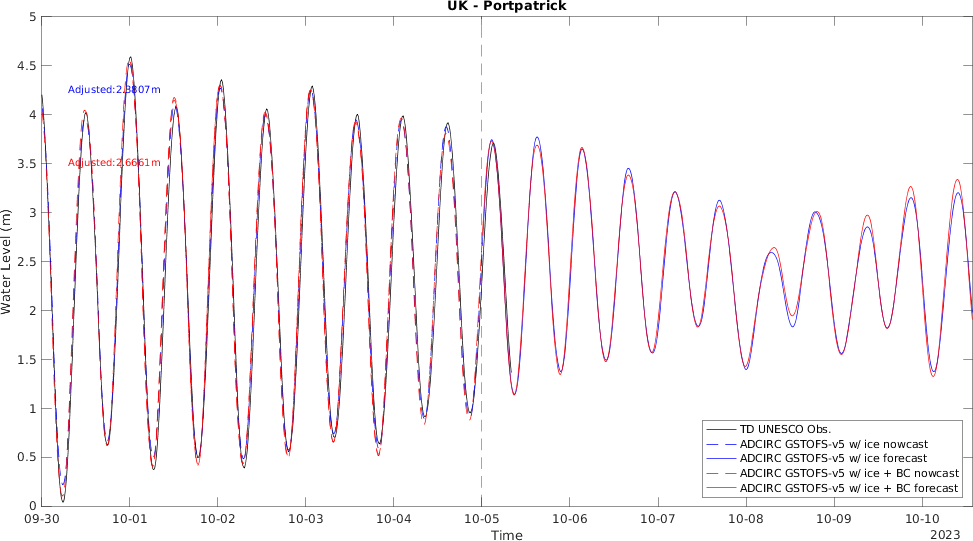 UK - Portpatrick
5
4.5
Adjusted:2.3807m
4
3.5
Adjusted:2.6661m
3
2.5
2
1.5
1
0.5
0
Water Level (m)
TD UNESCO Obs.
ADCIRC GSTOFS-v5 w/ ice nowcast
ADCIRC GSTOFS-v5 w/ ice forecast
ADCIRC GSTOFS-v5 w/ ice + BC nowcast
ADCIRC GSTOFS-v5 w/ ice + BC forecast
09-30 10-01 10-02 10-03 10-04 10-05 10-06 10-07 10-08 10-09 10-10
Time
2023